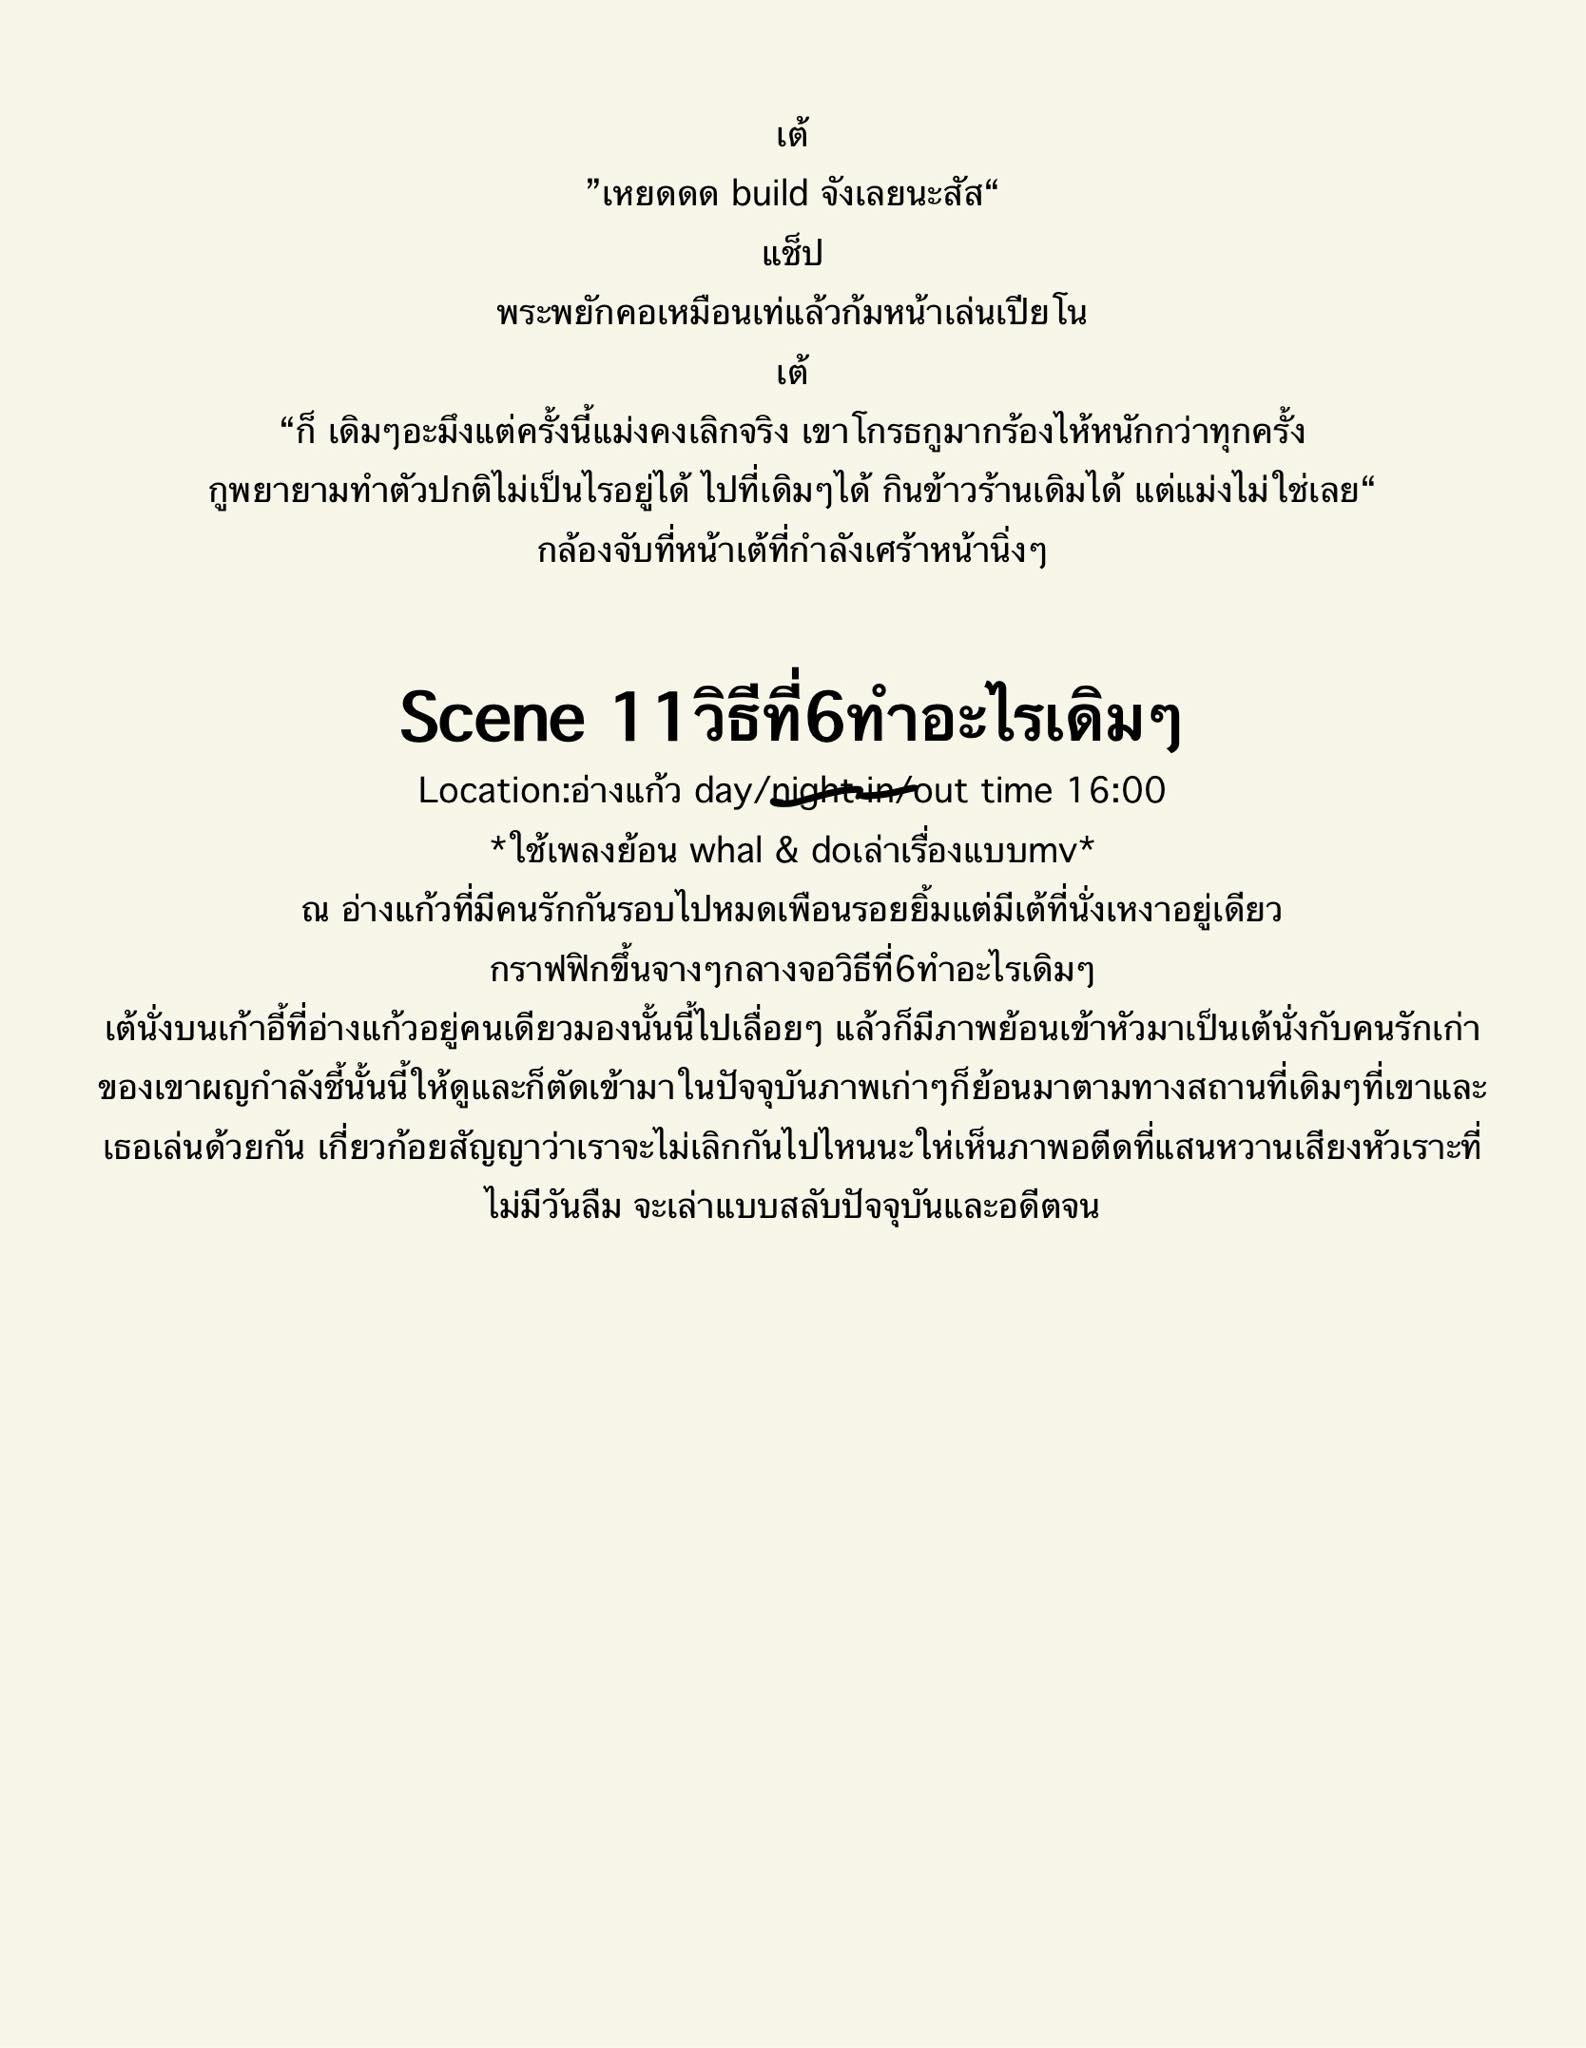 เต้
”เหยดดด build จังเลยนะสัส“
แช็ป
พระพยักคอเหมือนเท่แล้วก้มหน้าเล่นเปียโน
เต้
“ก็ เดิมๆอะมึงแต่ครั้งนี้แม่งคงเลิกจริง เขาโกรธกูมากร้องไห้หนักกว่าทุกครั้ง
กูพยายามทำตัวปกติไม่เป็นไรอยู่ได้ ไปที่เดิมๆได้ กินข้าวร้านเดิมได้ แต่แม่งไม่ใช่เลย“
กล้องจับที่หน้าเต้ที่กำลังเศร้าหน้านิ่งๆ
Scene 11วิธีที่6ทำอะไรเดิมๆ
Location:อ่างแก้ว day/night in/out time 16:00
*ใช้เพลงย้อน whal & doเล่าเรื่องแบบmv*
ณ อ่างแก้วที่มีคนรักกันรอบไปหมดเพือนรอยยิ้มแต่มีเต้ที่นั่งเหงาอยู่เดียว
กราฟฟิกขึ้นจางๆกลางจอวิธีที่6ทำอะไรเดิมๆ
เต้นั่งบนเก้าอี้ที่อ่างแก้วอยู่คนเดียวมองนั้นนี้ไปเลื่อยๆ แล้วก็มีภาพย้อนเข้าหัวมาเป็นเต้นั่งกับคนรักเก่า
ของเขาผญกำลังชี้นั้นนี้ให้ดูและก็ตัดเข้ามาในปัจจุบันภาพเก่าๆก็ย้อนมาตามทางสถานที่เดิมๆที่เขาและ
เธอเล่นด้วยกัน เกี่ยวก้อยสัญญาว่าเราจะไม่เลิกกันไปไหนนะให่เห็นภาพอตีดที่แสนหวานเสียงหัวเราะที่
ไม่มีวันลืม จะเล่าแบบสลับปัจจุบันและอดีตจน